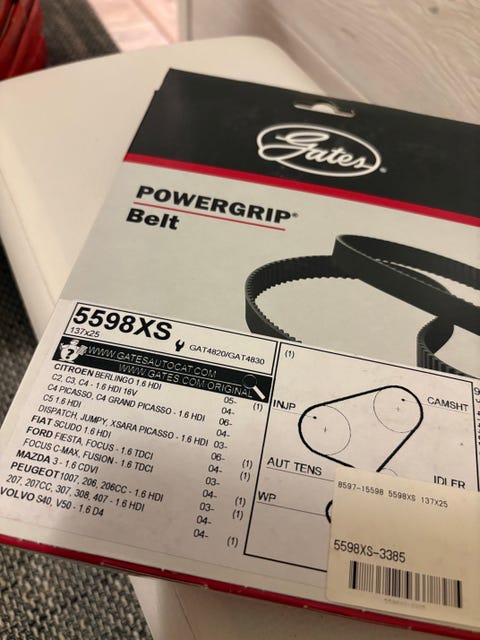 Gates®
POWERGRIP®
Belt
5598XS
137x25
GAT4820/GAT4830
WWW.GATESAUTOCAT.COM
WWW.GATES.COM ORIGINAL
CITROEN BERLINGO 1.6 HDI 05-
C2, C3, C4 - 1.6 HDI/16V 04- (1)
C4 PICASSO, C4 GRAND PICASSO - 1.6 HDI 06-
C5 1.6 HDI 04-
DISPATCH, JUMPY, XSARA PICASSO - 1.6 HDI 03-
FIAT SCUDO 1.6 HDI 06-
FORD FIESTA, FOCUS - 1.6 TDCI 04- (1)
FOCUS C-MAX, FUSION - 1.6 TDCI 03- (1)
MAZDA 3 - 1.6 CDVI 04- (1)
PEUGEOT 1007, 206, 206CC - 1.6 HDI 04-
207, 207CC, 307, 308, 407 - 1.6 HDI 03- (1)
VOLVO S40, V50 - 1.6 D4 04- (1)
(1)
INJP
CAMSHT
AUT TENS
IDLER
WP
8597-15598 5598XS 137X25
5598XS-3385